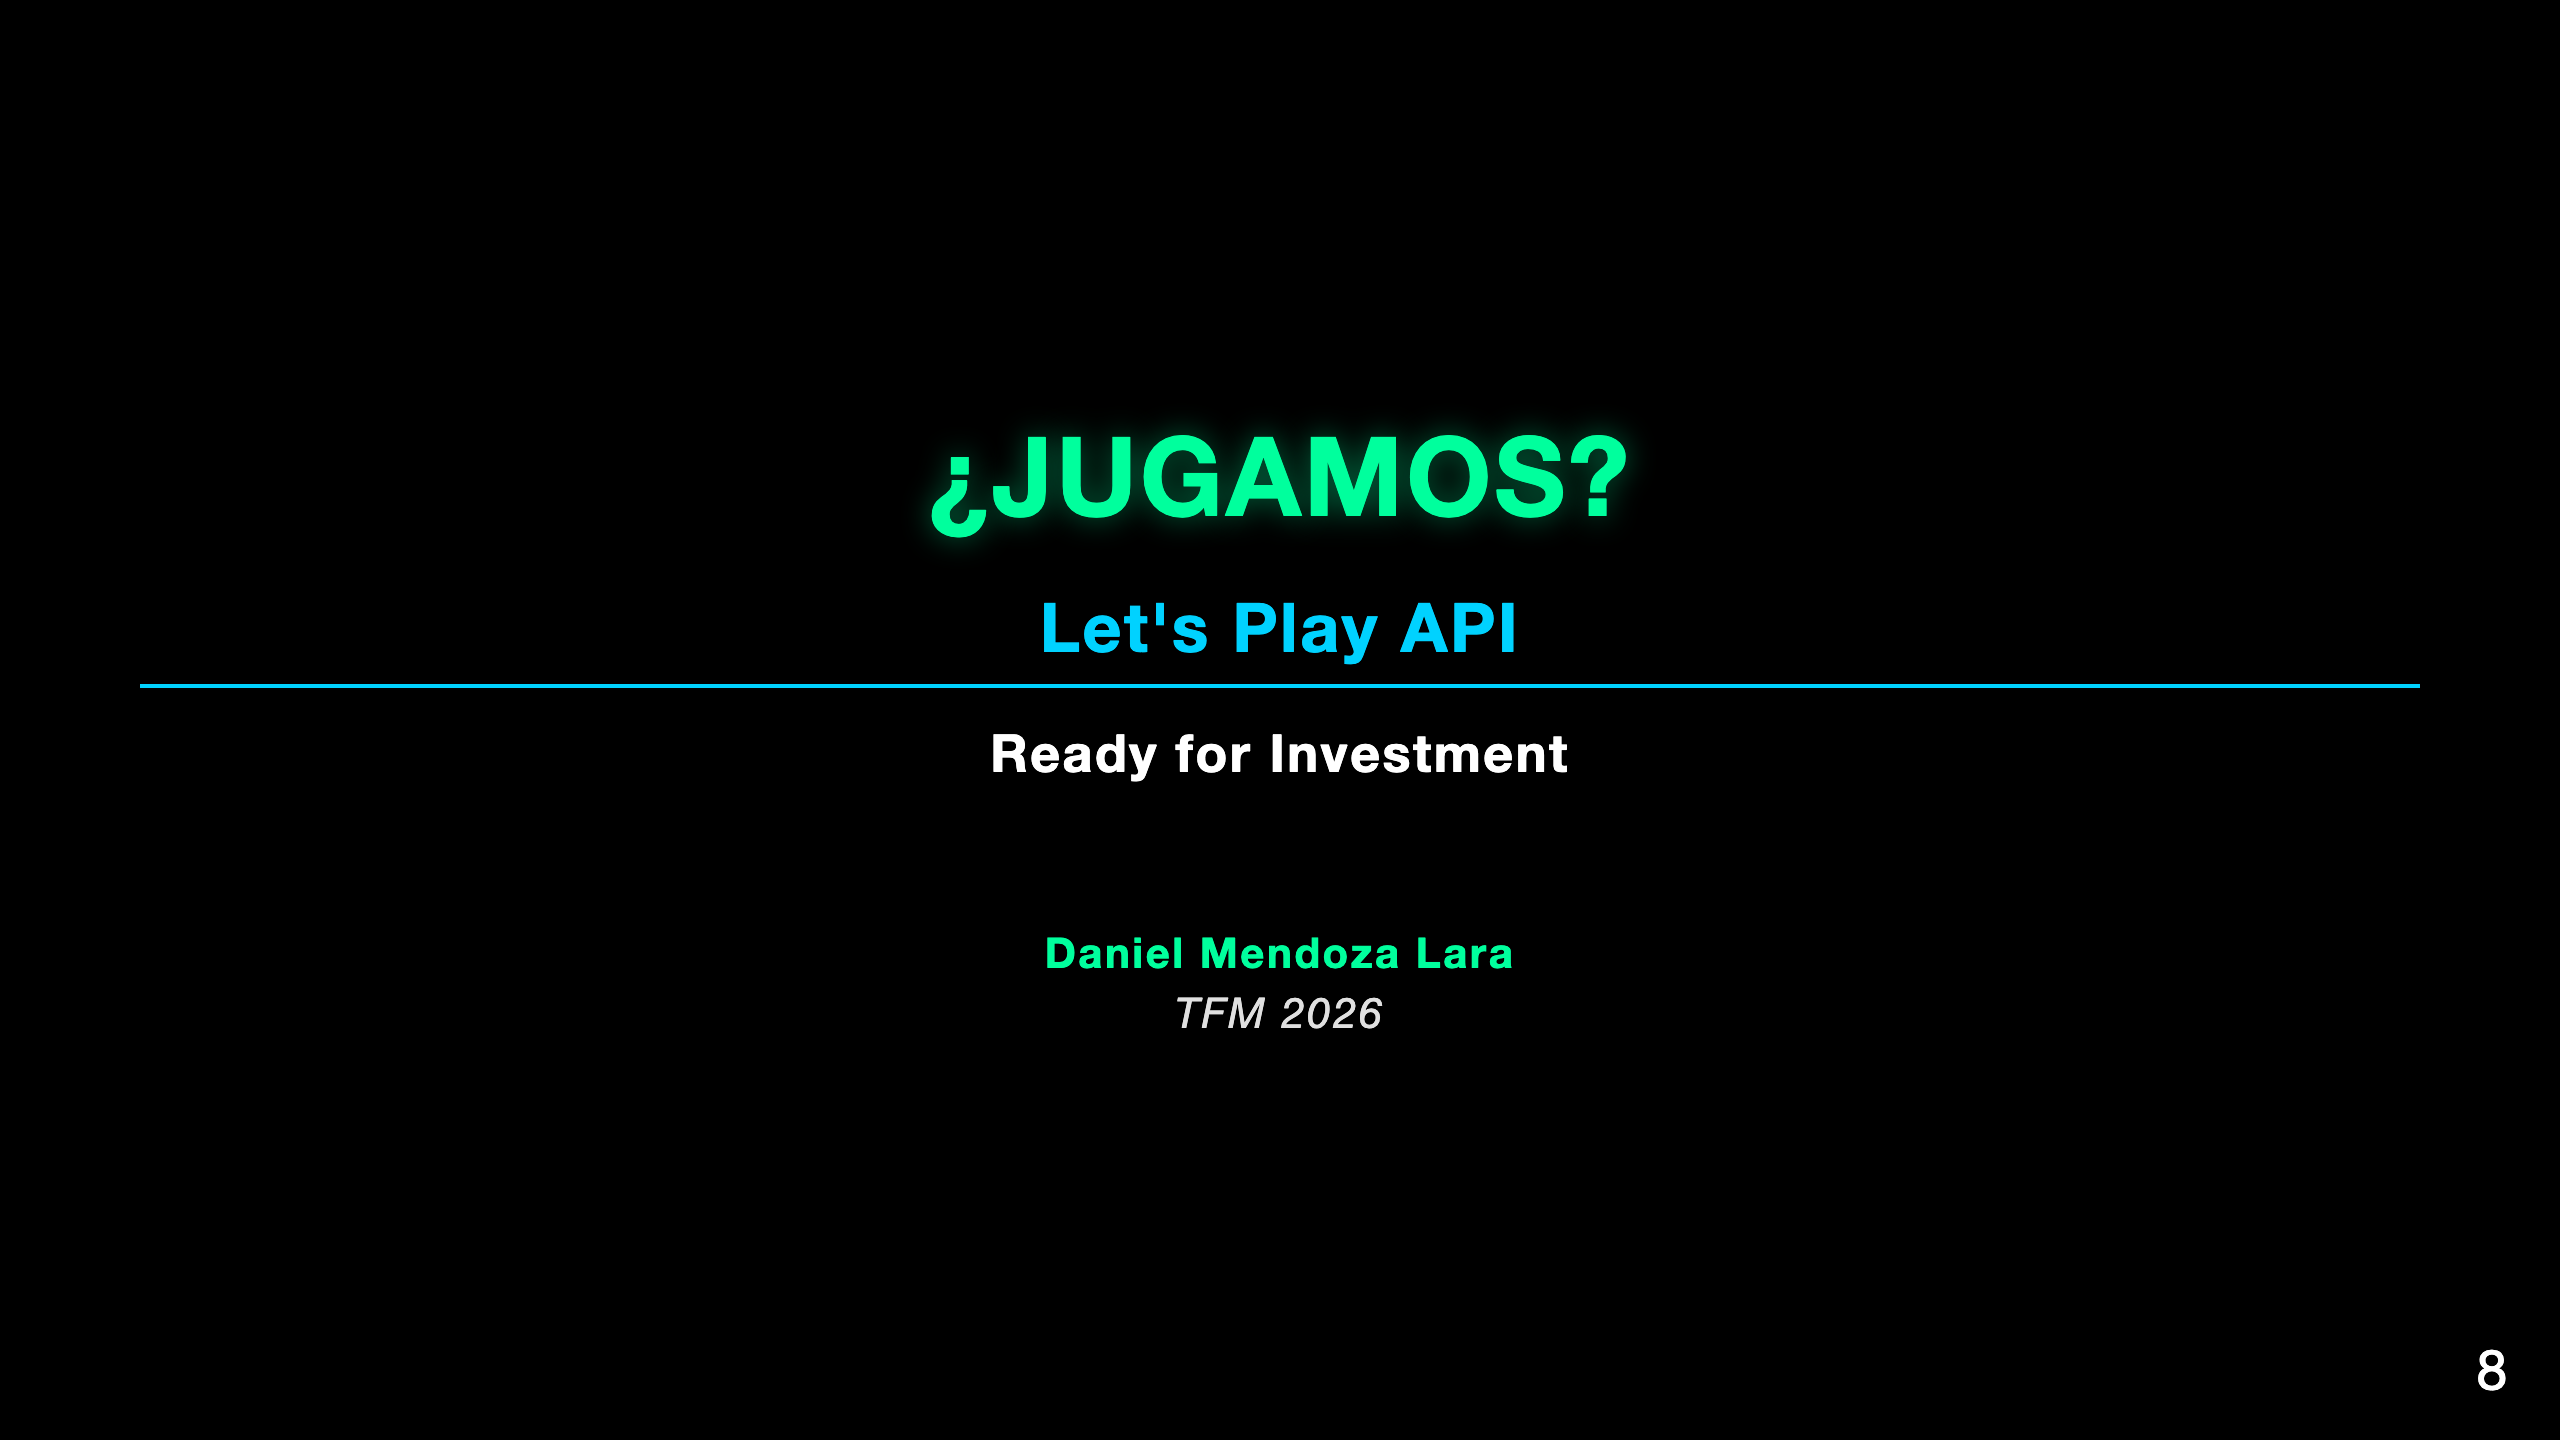 ¿JUGAMOS?
Let's Play API
Ready for Investment
Daniel Mendoza Lara
TFM 2026
8